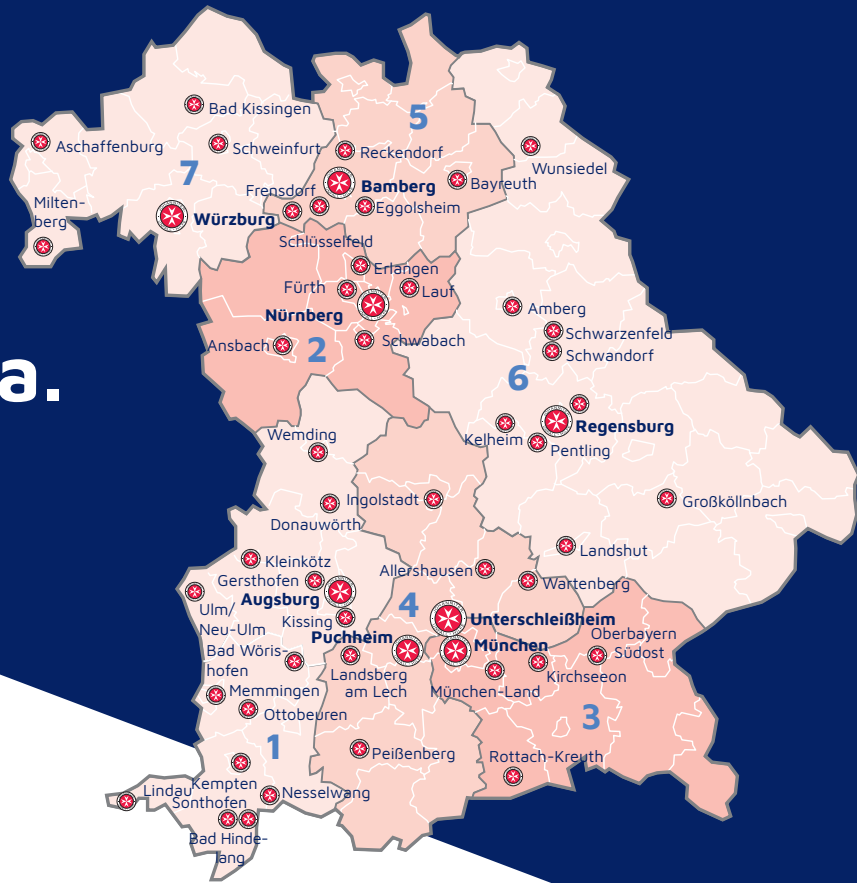 5
Bad Kissingen
Aschaffenburg
Schweinfurt
Reckendorf
7
Wunsiedel
Bamberg
Bayreuth
Frensdorf
Milten-
berg
Würzburg
Eggolsheim
Schlüsselfeld
Erlangen
Fürth
Lauf
Nürnberg
Amberg
Schwarzenfeld
Schwabach
Ansbach
2
Schwandorf
a.
6
Regensburg
Wemding
Kelheim
Pentling
Ingolstadt
Großköllnbach
Donauwörth
Landshut
Kleinkötz
Allershausen
Gersthofen
Wartenberg
Augsburg
4
Ulm/
Neu-Ulm
Kissing
Unterschleißheim
Puchheim
München
Oberbayern
Südost
Bad Wöris-
hofen
Landsberg
am Lech
Kirchseeon
München-Land
Memmingen
Ottobeuren
3
1
Peißenberg
Rottach-Kreuth
Kempten
Lindau
Nesselwang
Sonthofen
Bad Hinde-
lang